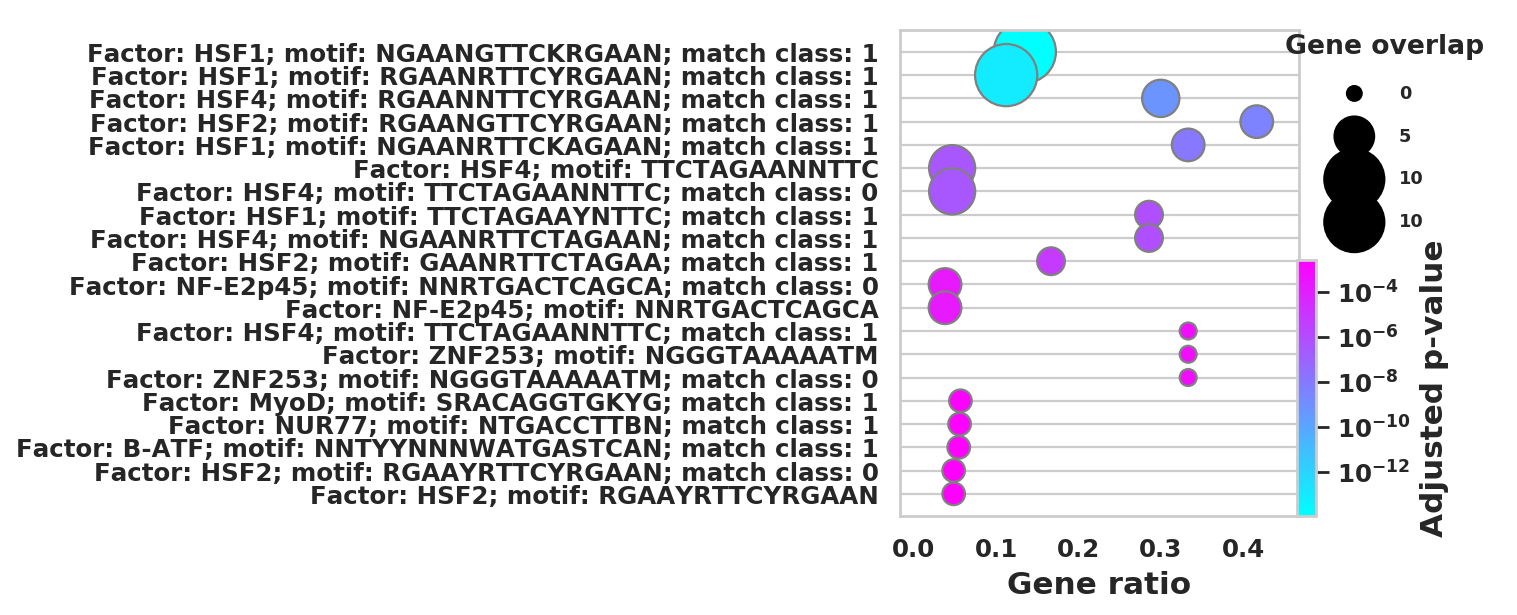 Factor: HSF1; motif: NGAANGTTCKRGAAN; match class: 1
Factor: HSF1; motif: RGAANRTTCYRGAAN; match class: 1
Factor: HSF4; motif: RGAANNTTCYRGAAN; match class: 1
Factor: HSF2; motif: RGAANGTTCYRGAAN; match class: 1
Factor: HSF1; motif: NGAANRTTCKAGAAN; match class: 1
Factor: HSF4; motif: TTCTAGAANNTTC
Factor: HSF4; motif: TTCTAGAANNTTC; match class: 0
Factor: HSF1; motif: TTCTAGAAYNTTC; match class: 1
Factor: HSF4; motif: NGAANRTTCTAGAAN; match class: 1
Factor: HSF2; motif: GAANRTTCTAGAA; match class: 1
Factor: NF-E2p45; motif: NNRTGACTCAGCA; match class: 0
Factor: NF-E2p45; motif: NNRTGACTCAGCA
Factor: HSF4; motif: TTCTAGAANNTTC; match class: 1
Factor: ZNF253; motif: NGGGTAAAAATM
Factor: ZNF253; motif: NGGGTAAAAATM; match class: 0
Factor: MyoD; motif: SRACAGGTGKYG; match class: 1
Factor: NUR77; motif: NTGACCTTBN; match class: 1
Factor: B-ATF; motif: NNTYYNNNWATGASTCAN; match class: 1
Factor: HSF2; motif: RGAAYRTTCYRGAAN; match class: 0
Factor: HSF2; motif: RGAAYRTTCYRGAAN
0.0 0.1 0.2 0.3 0.4
Gene ratio
Gene overlap
0
5
10
10
10⁻⁴
10⁻⁶
10⁻⁸
10⁻¹⁰
10⁻¹²
Adjusted p-value